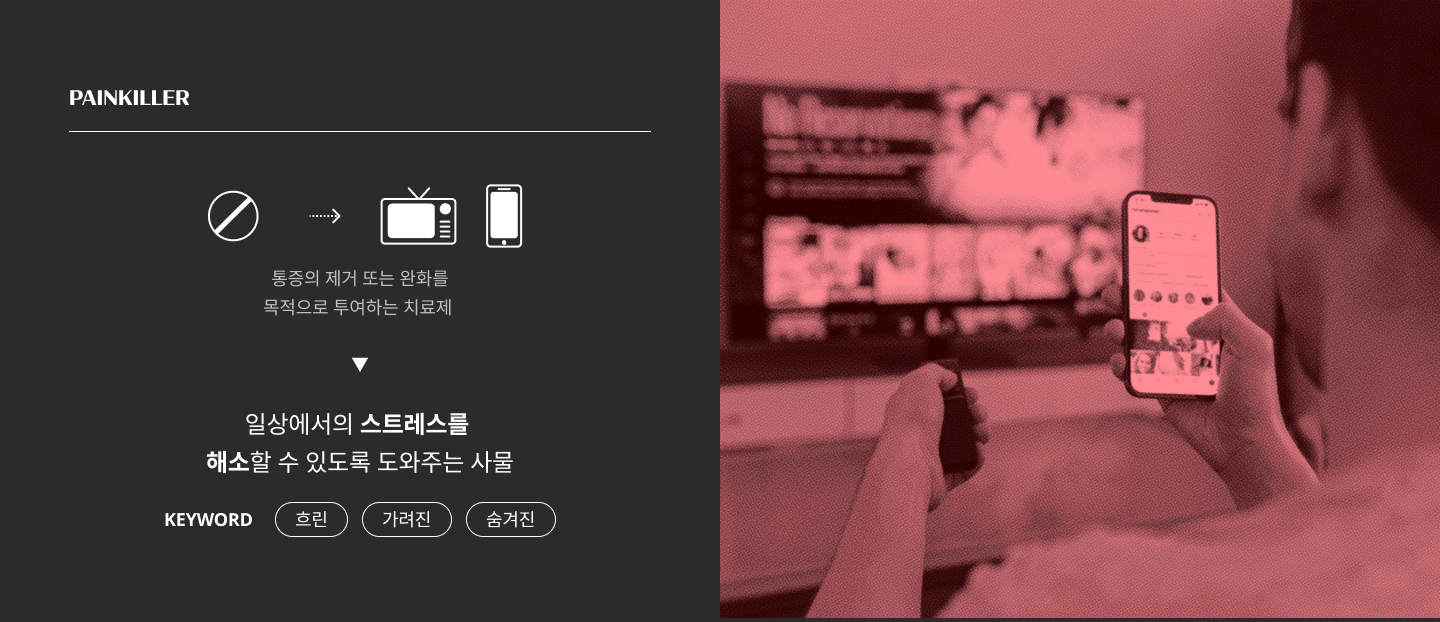 PAINKILLER
통증의 제거 또는 완화를
목적으로 투여하는 치료제
일상에서의 스트레스를
해소할 수 있도록 도와주는 사물
KEYWORD 흐린 가려진 숨겨진